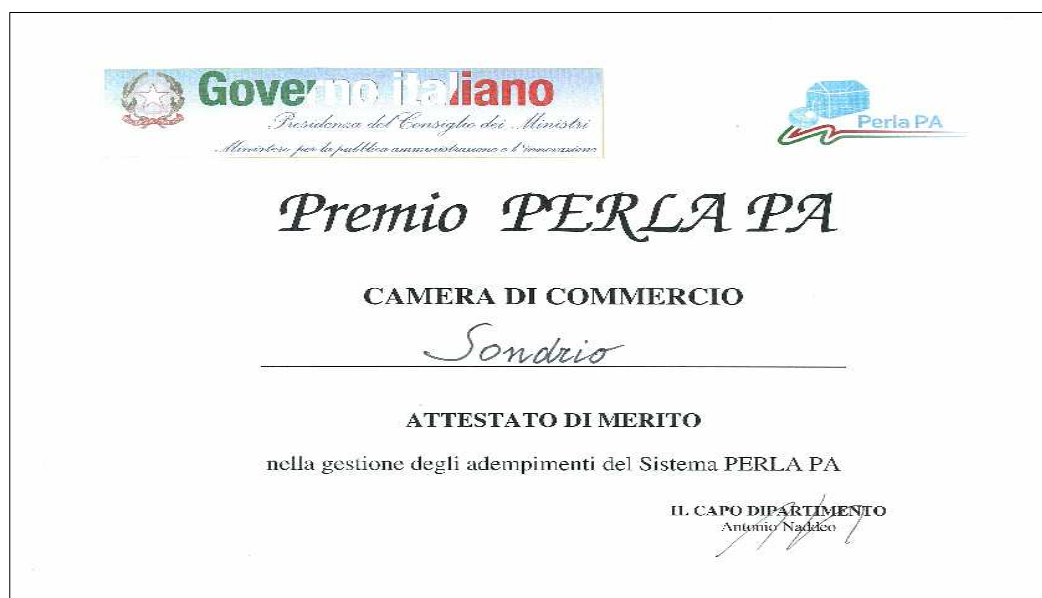 Governo italiano
Presidenza del Consiglio dei Ministri
Ministero per la pubblica amministrazione e l'innovazione
Perla PA
Premio PERLA PA
CAMERA DI COMMERCIO
Sondrio
ATTESTATO DI MERITO
nella gestione degli adempimenti del Sistema PERLA PA
IL CAPO DIPARTIMENTO
Antonio Naddeo